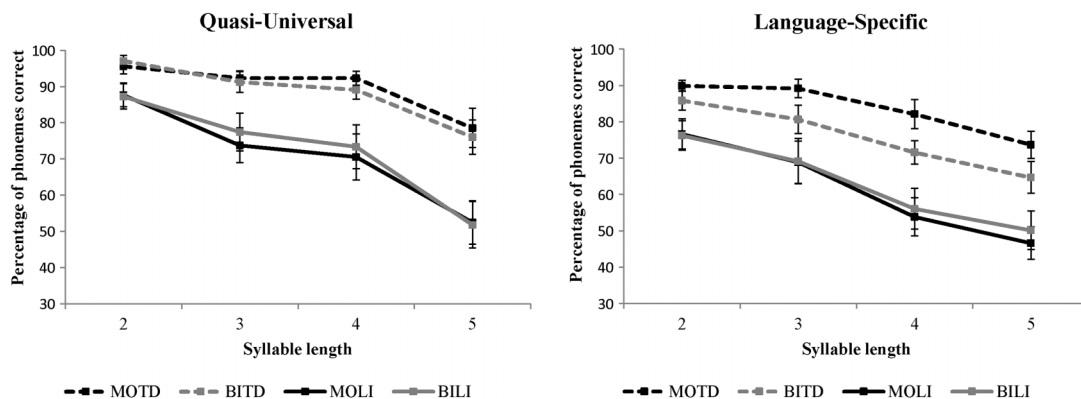 Quasi-Universal
Percentage of phonemes correct
100
90
80
70
60
50
40
30
2 3 4 5
Syllable length
MOTD BITD MOLI BILI
Language-Specific
Percentage of phonemes correct
100
90
80
70
60
50
40
30
2 3 4 5
Syllable length
MOTD BITD MOLI BILI